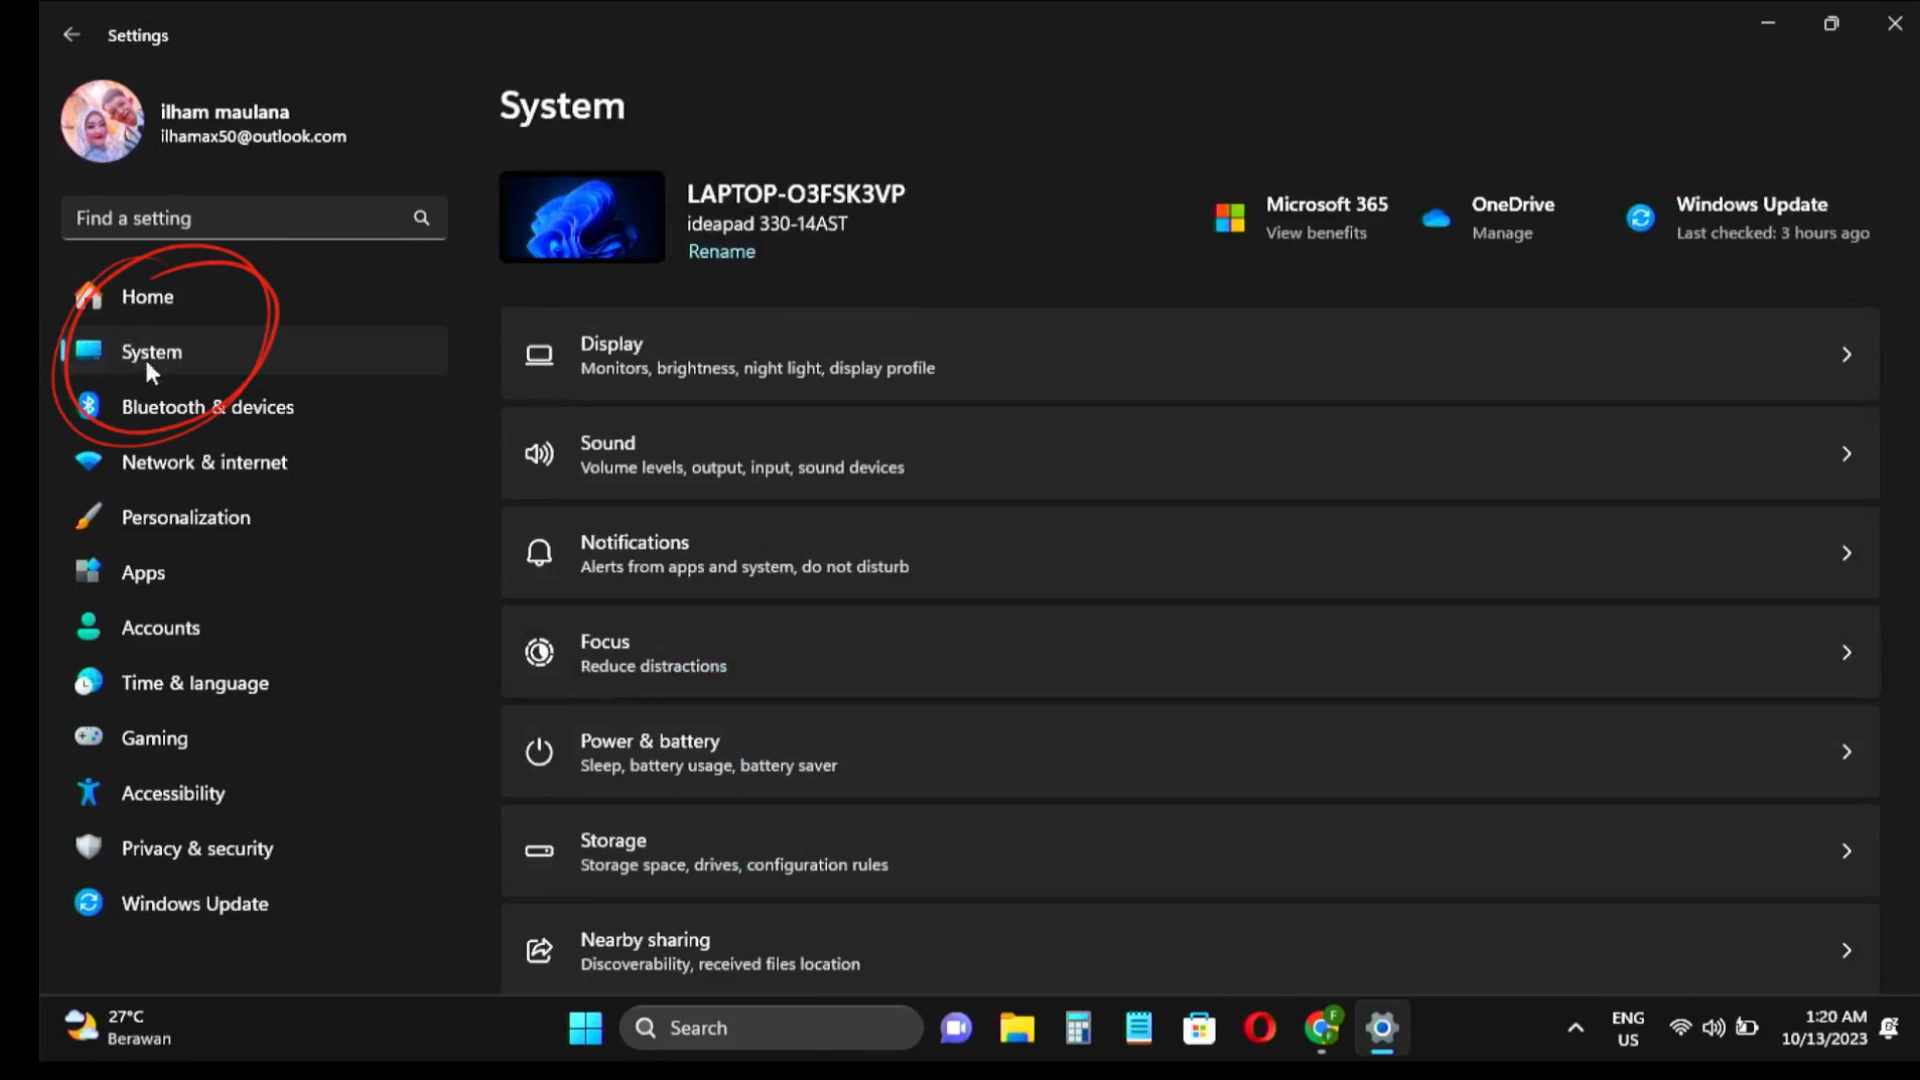 Settings
ilham maulana
ilhamax50@outlook.com
Find a setting
Home
System
Bluetooth & devices
Network & internet
Personalization
Apps
Accounts
Time & language
Gaming
Accessibility
Privacy & security
Windows Update
System
LAPTOP-O3FSK3VP
ideapad 330-14AST
Rename
Microsoft 365
View benefits
OneDrive
Manage
Windows Update
Last checked: 3 hours ago
Display
Monitors, brightness, night light, display profile
Sound
Volume levels, output, input, sound devices
Notifications
Alerts from apps and system, do not disturb
Focus
Reduce distractions
Power & battery
Sleep, battery usage, battery saver
Storage
Storage space, drives, configuration rules
Nearby sharing
Discoverability, received files location
27°C
Berawan
Search
F
ENG
US
1:20 AM
10/13/2023